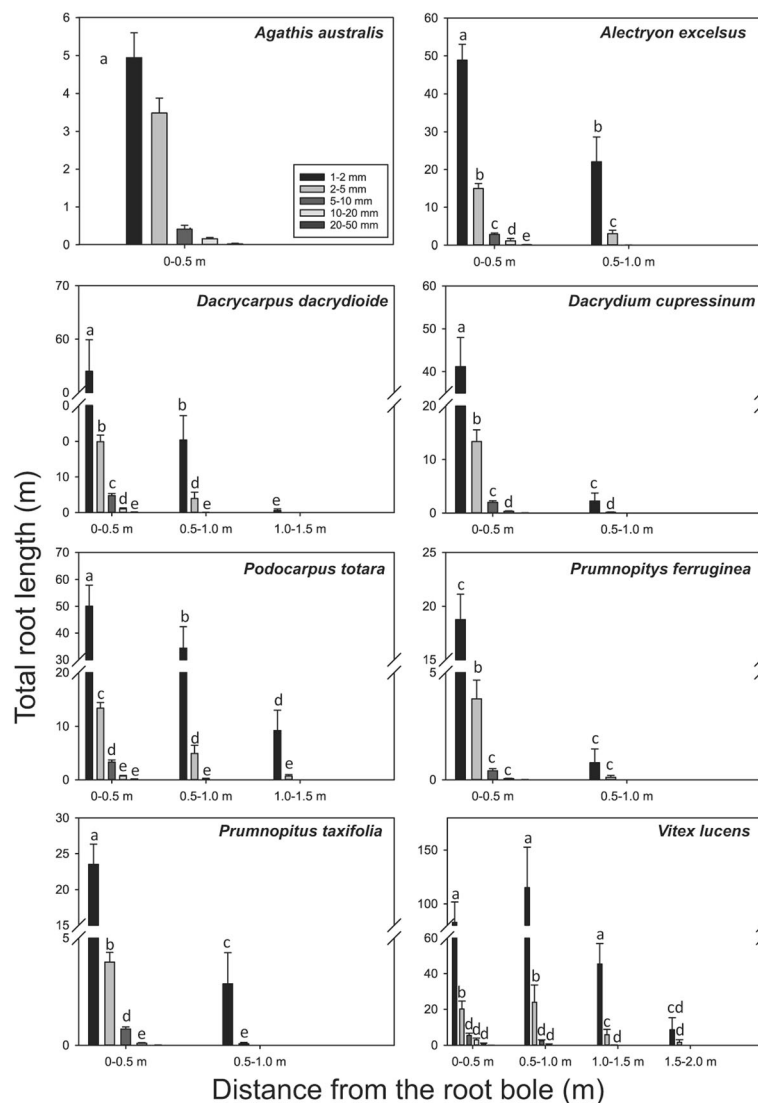 Total root length (m)
Agathis australis
6
5
4
3
2
1
0
a
1-2 mm
2-5 mm
5-10 mm
10-20 mm
20-50 mm
0-0.5 m
Alectryon excelsus
60
50
40
30
20
10
0
a
b
c
d
e
b
c
0-0.5 m
0.5-1.0 m
Dacrycarpus dacrydioide
70
60
0
0
0
10
0
a
b
c
d
e
b
d
e
e
0-0.5 m
0.5-1.0 m
1.0-1.5 m
Dacrydium cupressinum
60
50
40
20
10
0
a
b
c
d
c
d
0-0.5 m
0.5-1.0 m
Podocarpus totara
70
60
50
40
30
20
10
0
a
c
d
e
e
b
d
e
d
e
0-0.5 m
0.5-1.0 m
1.0-1.5 m
Prumnopitys ferruginea
25
20
15
5
0
c
b
c
c
c
c
0-0.5 m
0.5-1.0 m
Prumnopitus taxifolia
30
25
20
15
5
0
a
b
d
e
c
e
0-0.5 m
0.5-1.0 m
Vitex lucens
150
100
60
40
20
0
a
b
d
d
d
a
b
d
d
a
c
d
cd
d
0-0.5 m
0.5-1.0 m
1.0-1.5 m
1.5-2.0 m
Distance from the root bole (m)